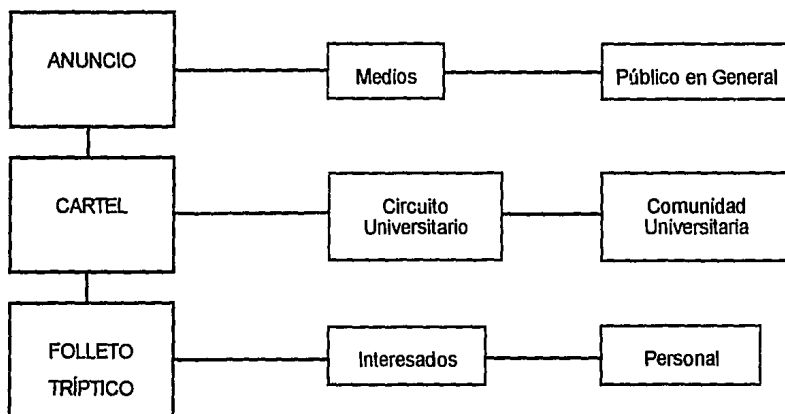 ANUNCIO
Medios
Público en General
CARTEL
Circuito
Universitario
Comunidad
Universitaria
FOLLETO
TRÍPTICO
Interesados
Personal